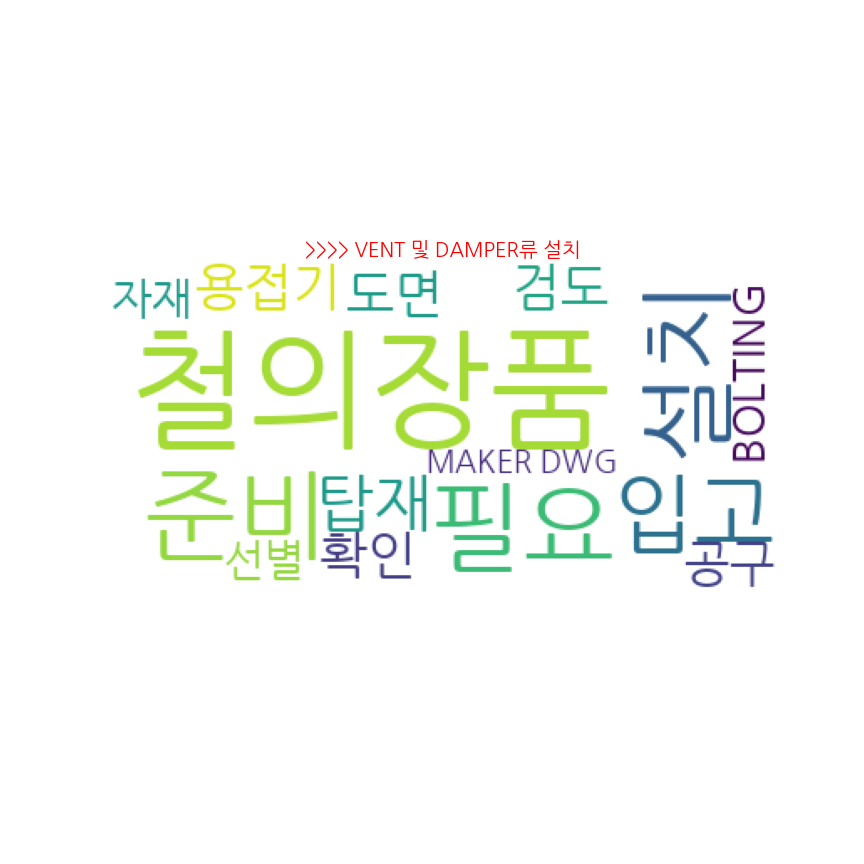 >>>> VENT 및 DAMPER류 설치
자재
용접기
도면
검도
설치
BOLTING
철의장품
MAKER DWG
준비
탑재
필요
입고
선별
확인
공구